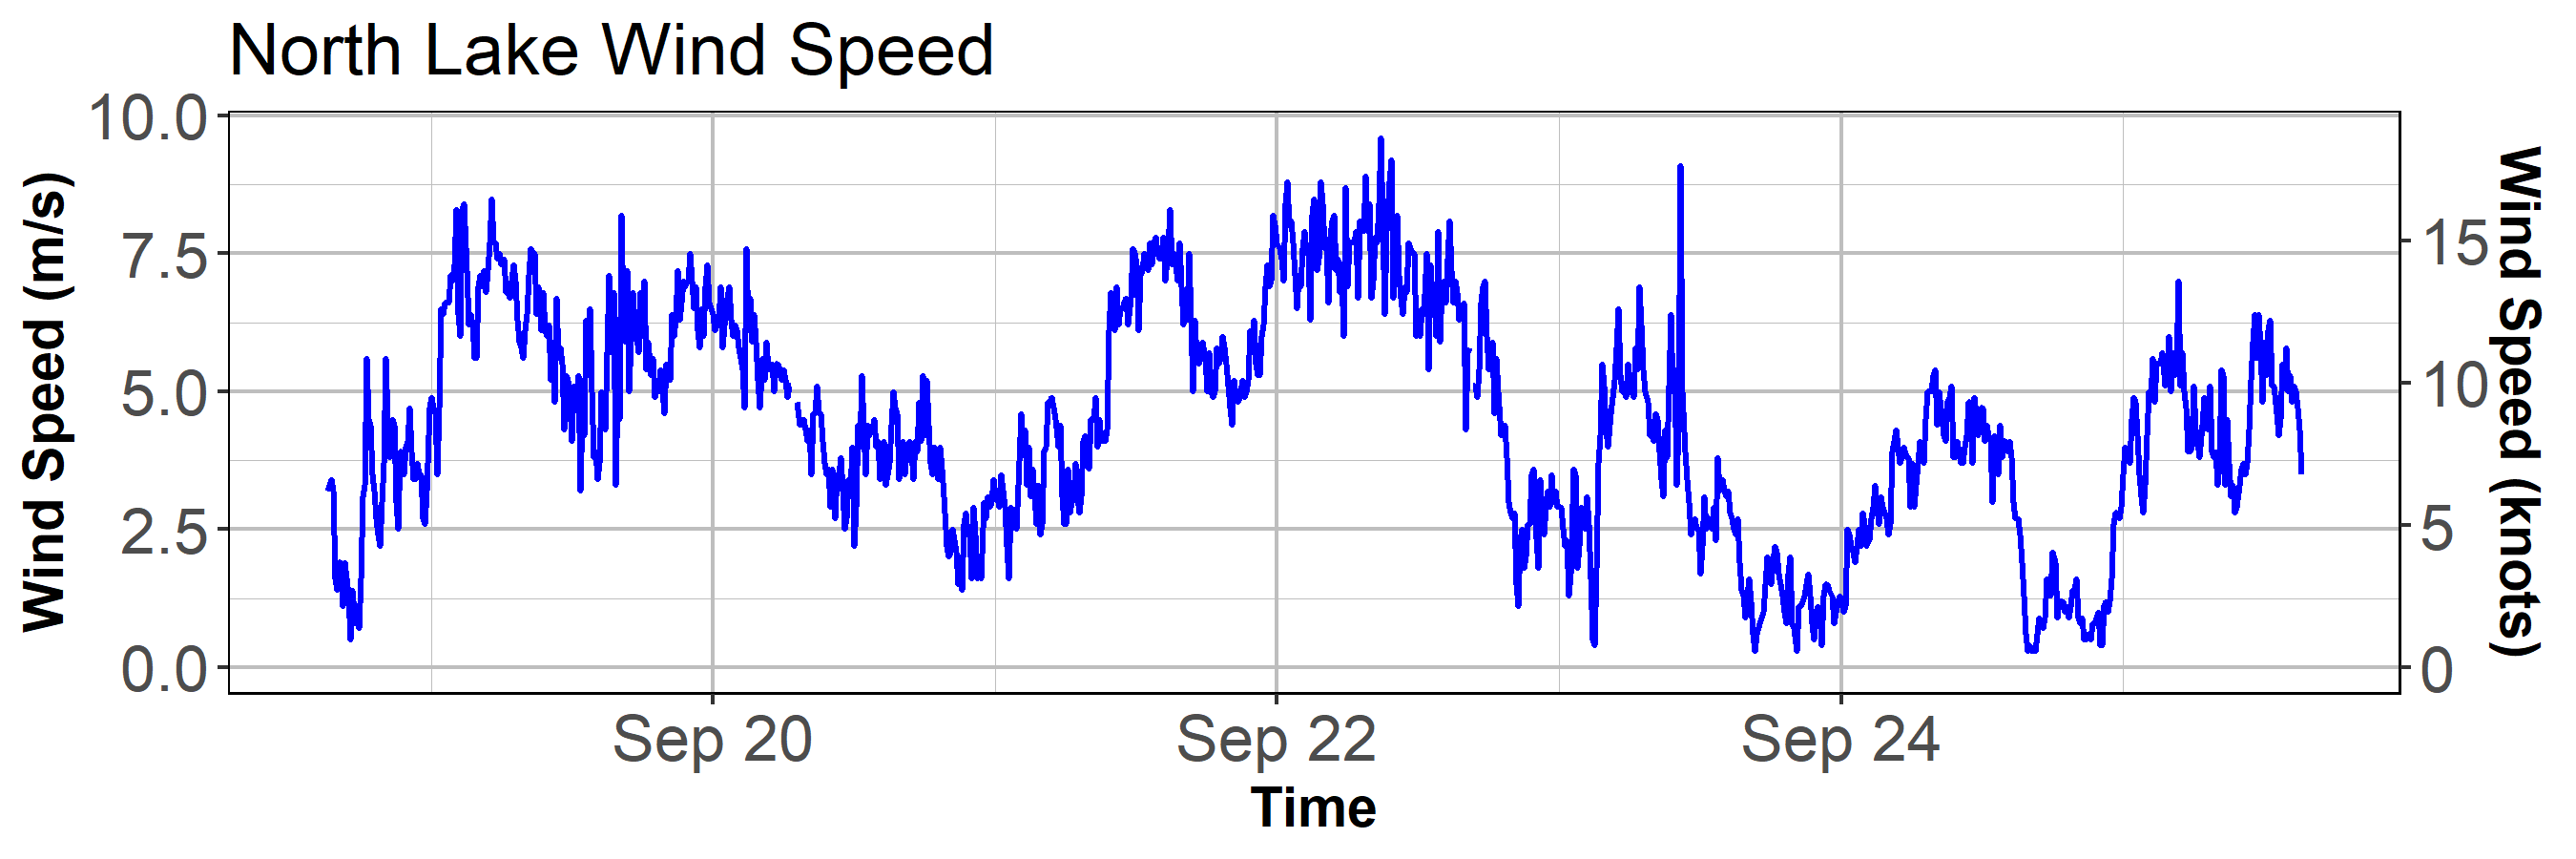 North Lake Wind Speed
Wind Speed (m/s)
10.0
7.5
5.0
2.5
0.0
15
10
5
0
Wind Speed (knots)
Sep 20
Sep 22
Sep 24
Time